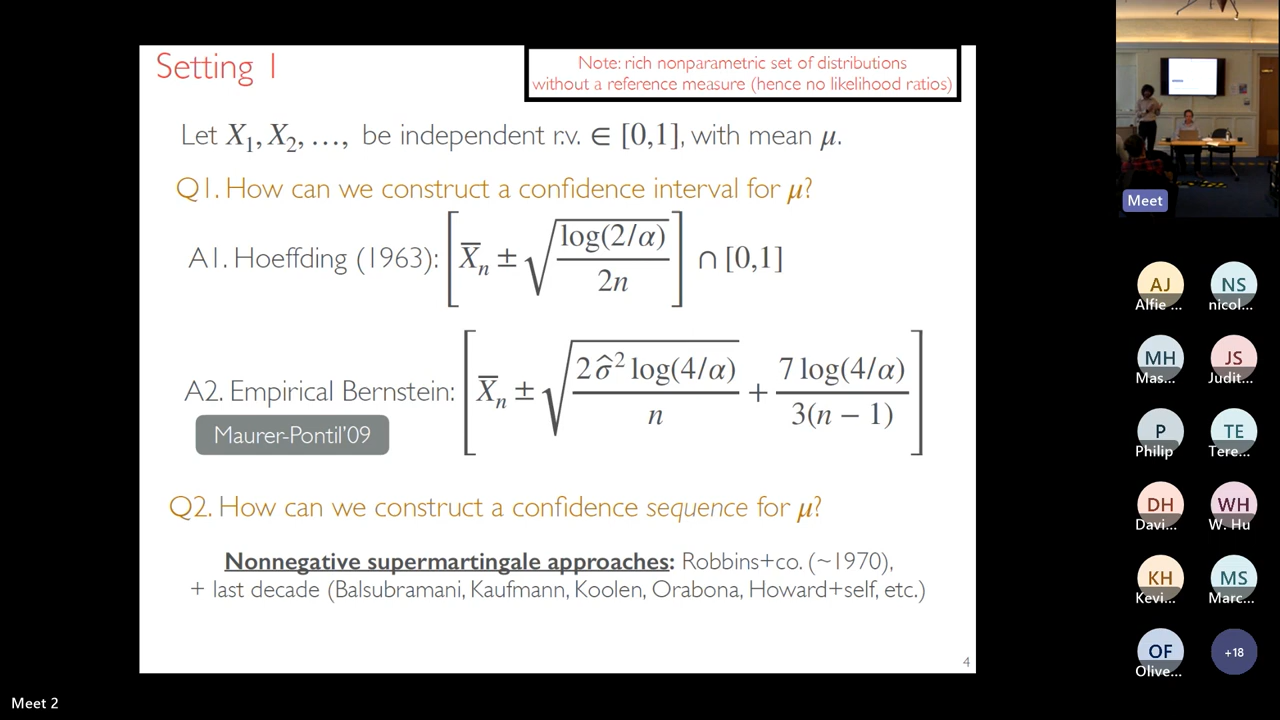 Setting 1
Note: rich nonparametric set of distributions
without a reference measure (hence no likelihood ratios)
Let X₁, X₂, …, be independent r.v. ∈ [0,1], with mean μ.
Q1. How can we construct a confidence interval for μ?
A1. Hoeffding (1963): [X̅ₙ ± √(log(2/α) / 2n)] ∩ [0,1]
A2. Empirical Bernstein: [X̅ₙ ± √(2σ̂² log(4/α) / n) + 7 log(4/α) / 3(n − 1)]
Maurer-Pontil'09
Q2. How can we construct a confidence sequence for μ?
Nonnegative supermartingale approaches: Robbins+co. (~1970),
+ last decade (Balsubramani, Kaufmann, Koolen, Orabona, Howard+self, etc.)
4
Meet
AJ
Alfie ...
NS
nicol...
MH
Mas...
JS
Judit...
P
Philip
TE
Tere...
DH
Davi...
WH
W. Hu
KH
Kevi...
MS
Marc...
OF
Olive...
+18
Meet 2